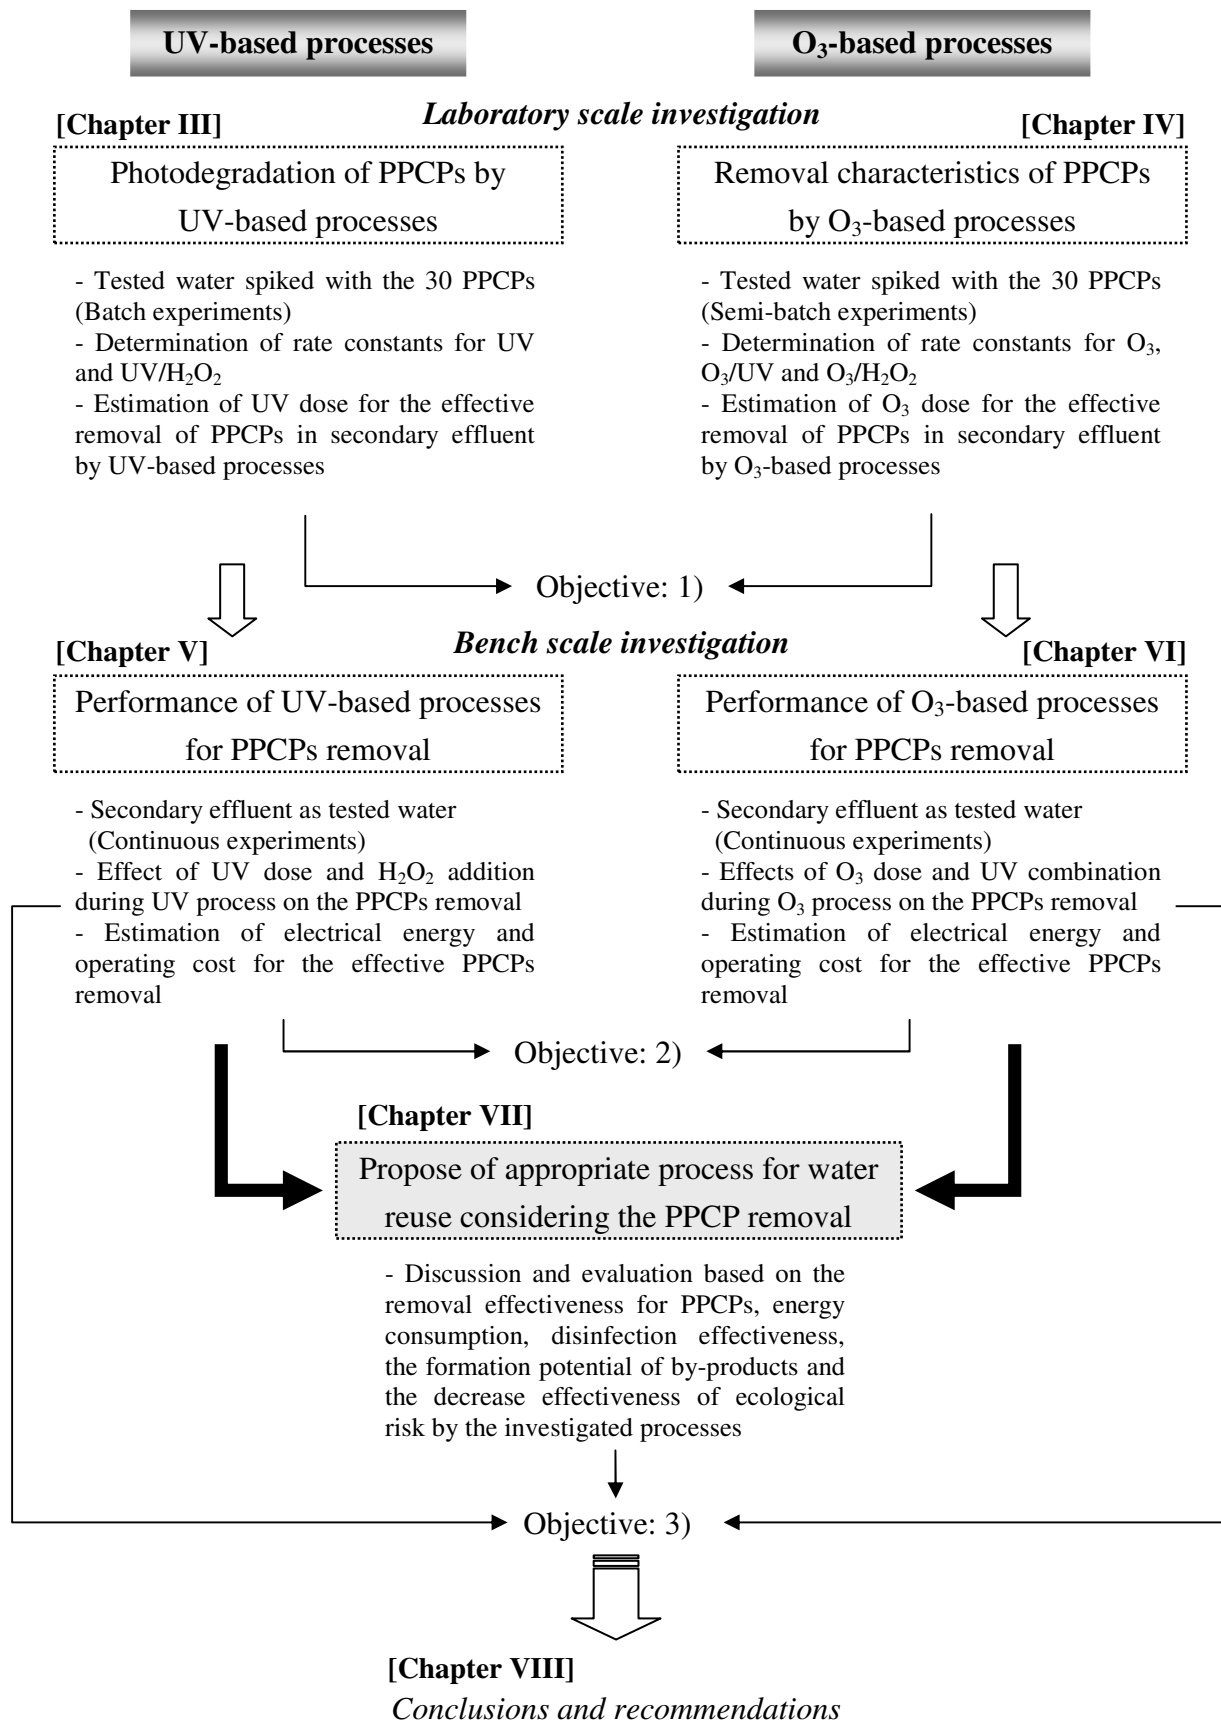 UV-based processes
O₃-based processes
Laboratory scale investigation
[Chapter III]
Photodegradation of PPCPs by
UV-based processes
- Tested water spiked with the 30 PPCPs
(Batch experiments)
- Determination of rate constants for UV
and UV/H₂O₂
- Estimation of UV dose for the effective
removal of PPCPs in secondary effluent
by UV-based processes
[Chapter IV]
Removal characteristics of PPCPs
by O₃-based processes
- Tested water spiked with the 30 PPCPs
(Semi-batch experiments)
- Determination of rate constants for O₃,
O₃/UV and O₃/H₂O₂
- Estimation of O₃ dose for the effective
removal of PPCPs in secondary effluent
by O₃-based processes
Objective: 1)
Bench scale investigation
[Chapter V]
Performance of UV-based processes
for PPCPs removal
- Secondary effluent as tested water
(Continuous experiments)
- Effect of UV dose and H₂O₂ addition
during UV process on the PPCPs removal
- Estimation of electrical energy and
operating cost for the effective PPCPs
removal
[Chapter VI]
Performance of O₃-based processes
for PPCPs removal
- Secondary effluent as tested water
(Continuous experiments)
- Effects of O₃ dose and UV combination
during O₃ process on the PPCPs removal
- Estimation of electrical energy and
operating cost for the effective PPCPs
removal
Objective: 2)
[Chapter VII]
Propose of appropriate process for water
reuse considering the PPCP removal
- Discussion and evaluation based on the
removal effectiveness for PPCPs, energy
consumption, disinfection effectiveness,
the formation potential of by-products and
the decrease effectiveness of ecological
risk by the investigated processes
Objective: 3)
[Chapter VIII]
Conclusions and recommendations